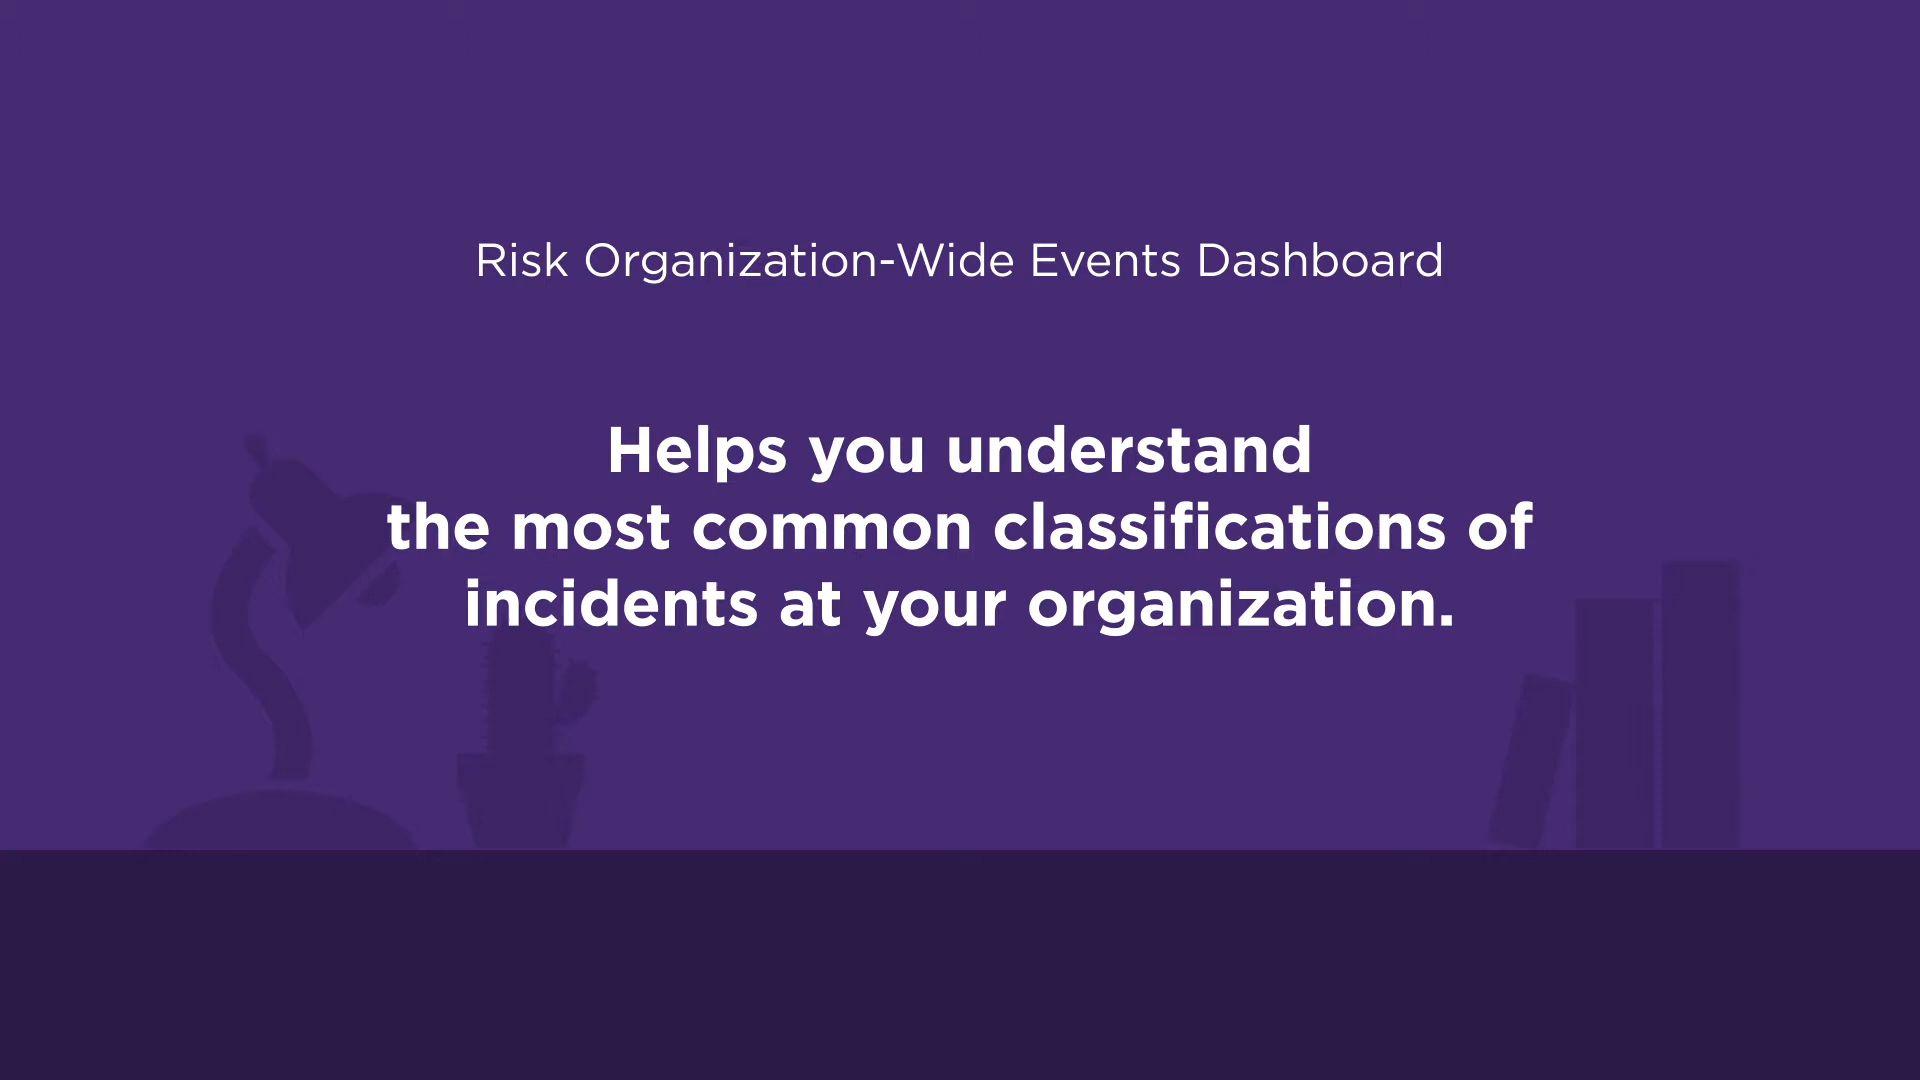 Risk Organization-Wide Events Dashboard
Helps you understand
the most common classifications of
incidents at your organization.